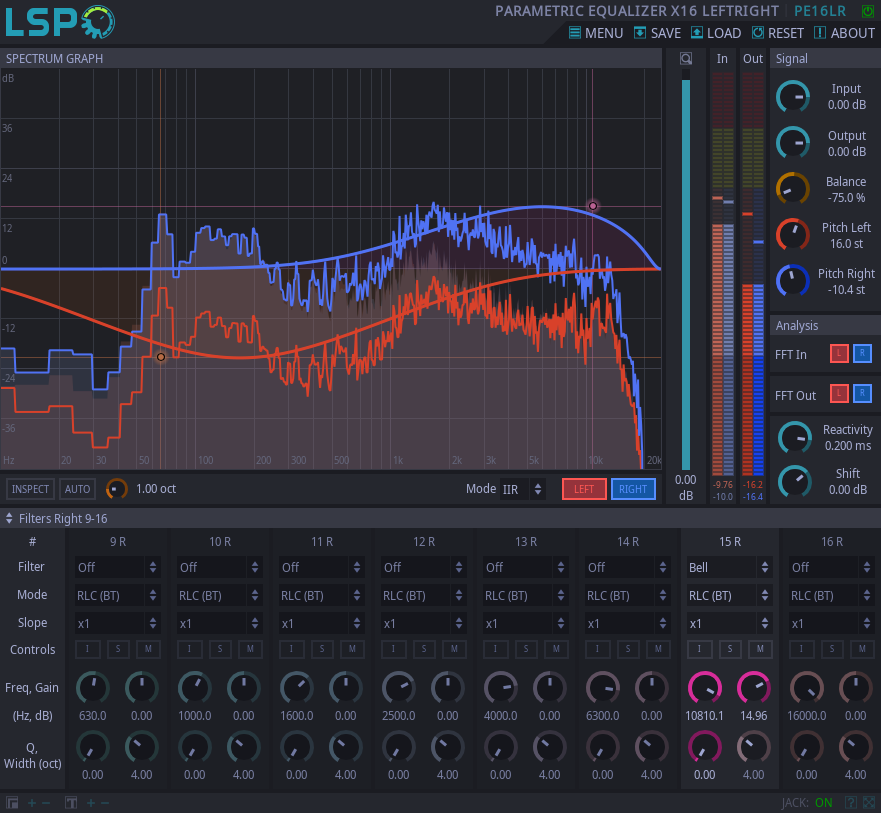 LSP
PARAMETRIC EQUALIZER X16 LEFTRIGHT PE16LR
MENU SAVE LOAD RESET ABOUT
SPECTRUM GRAPH
In Out
Signal
dB
36
24
12
0
-12
-24
-36
Hz 20 30 50 100 200 300 500 1k 2k 3k 5k 10k 20k
Input
0.00 dB
Output
0.00 dB
Balance
-75.0 %
Pitch Left
16.0 st
Pitch Right
-10.4 st
Analysis
FFT In L R
FFT Out L R
Reactivity
0.200 ms
Shift
0.00 dB
0.00
dB
-9.76 -16.2
-10.0 -16.4
INSPECT AUTO 1.00 oct Mode IIR LEFT RIGHT
Filters Right 9-16
# 9 R 10 R 11 R 12 R 13 R 14 R 15 R 16 R
Filter Off Off Off Off Off Off Bell Off
Mode RLC (BT) RLC (BT) RLC (BT) RLC (BT) RLC (BT) RLC (BT) RLC (BT) RLC (BT)
Slope x1 x1 x1 x1 x1 x1 x1 x1
Controls I S M I S M I S M I S M I S M I S M I S M I S M
Freq, Gain
(Hz, dB) 630.0 0.00 1000.0 0.00 1600.0 0.00 2500.0 0.00 4000.0 0.00 6300.0 0.00 10810.1 14.96 16000.0 0.00
Q,
Width (oct) 0.00 4.00 0.00 4.00 0.00 4.00 0.00 4.00 0.00 4.00 0.00 4.00 0.00 4.00 0.00 4.00
T JACK: ON ?